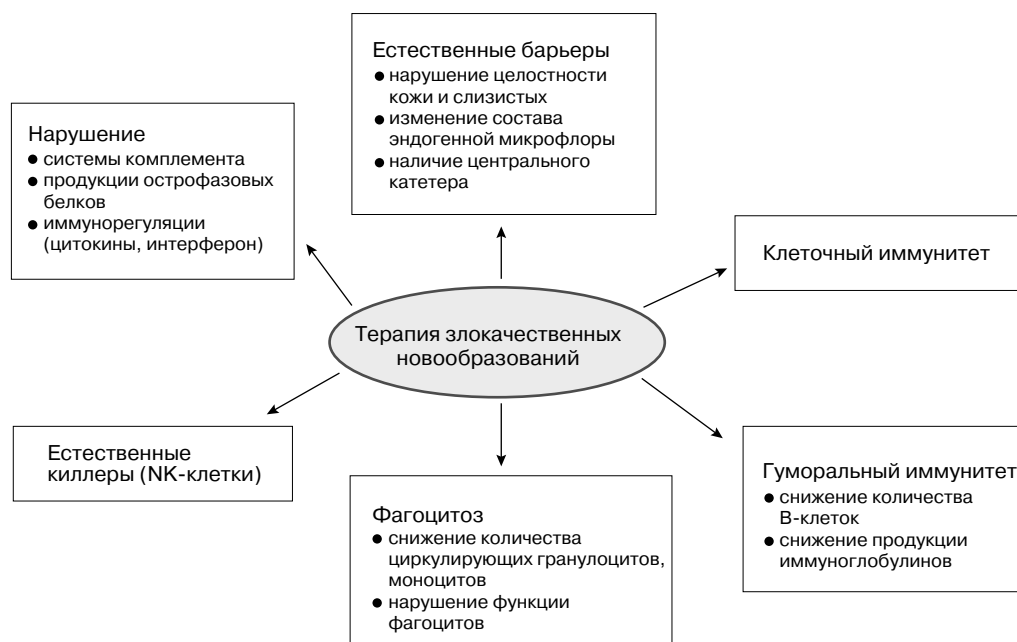 Естественные барьеры
● нарушение целостности
кожи и слизистых
● изменение состава
эндогенной микрофлоры
● наличие центрального
катетера
Нарушение
● системы комплемента
● продукции острофазовых
белков
● иммунорегуляции
(цитокины, интерферон)
Клеточный иммунитет
Терапия злокачественных
новообразований
Естественные
киллеры (NK-клетки)
Фагоцитоз
● снижение количества
циркулирующих гранулоцитов,
моноцитов
● нарушение функции
фагоцитов
Гуморальный иммунитет
● снижение количества
В-клеток
● снижение продукции
иммуноглобулинов